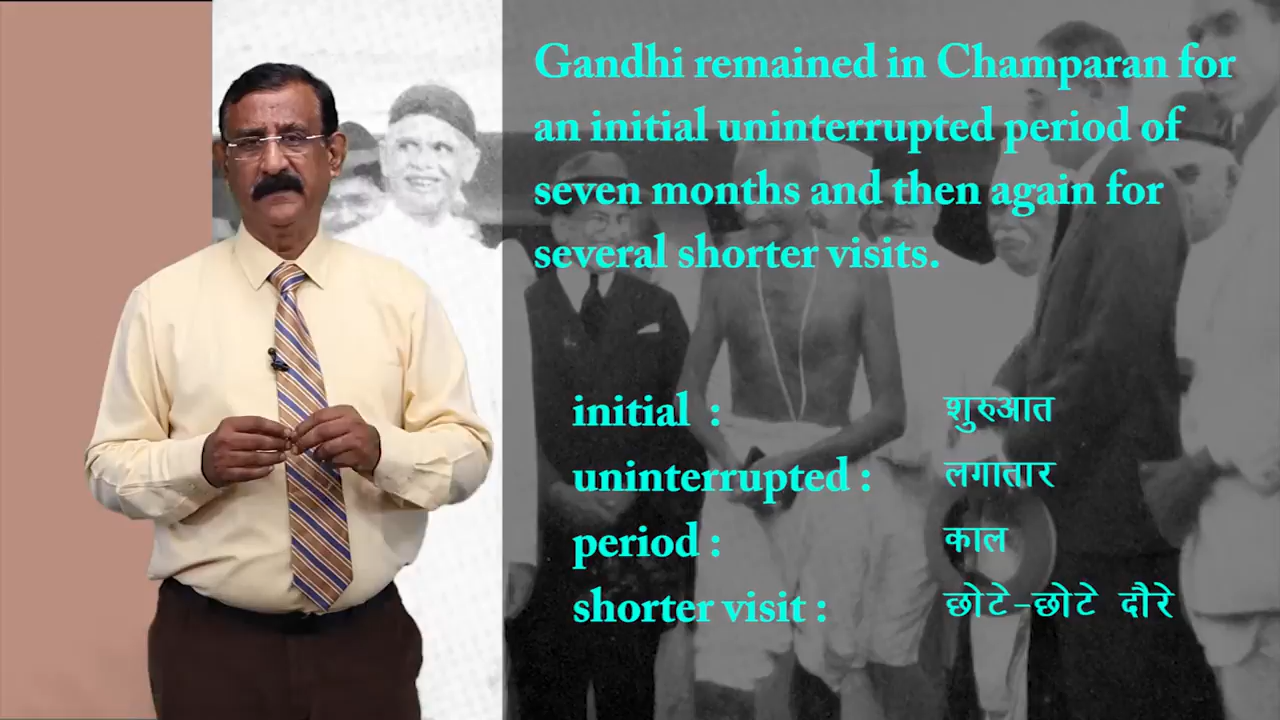 Gandhi remained in Champaran for
an initial uninterrupted period of
seven months and then again for
several shorter visits.
initial : शुरुआत
uninterrupted : लगातार
period : काल
shorter visit : छोटे-छोटे दौरे